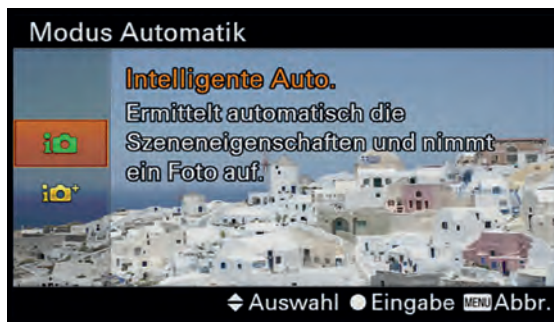 Modus Automatik
Intelligente Auto.
Ermittelt automatisch die
Szeneneigenschaften und nimmt
ein Foto auf.
i
i+
Auswahl Eingabe MENU Abbr.